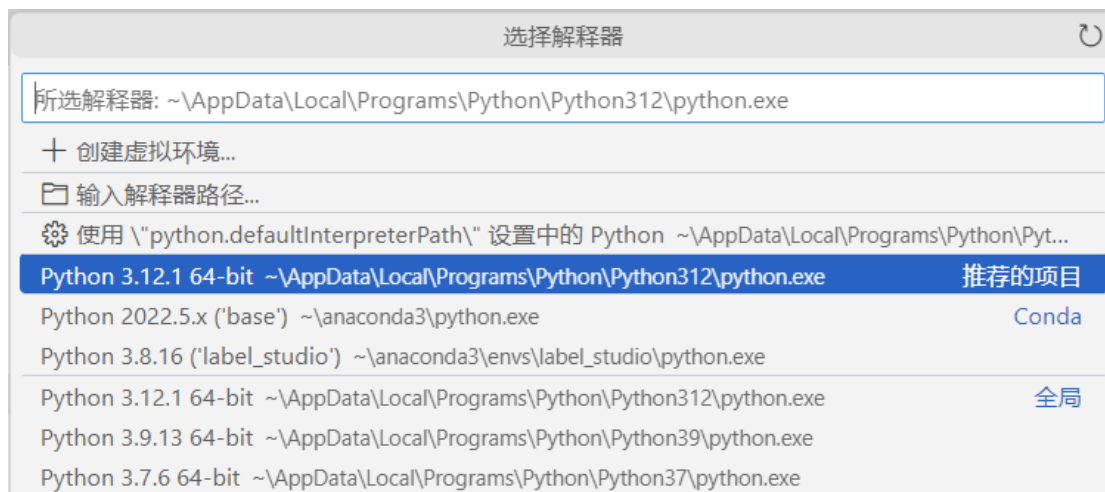 选择解释器
所选解释器: ~\AppData\Local\Programs\Python\Python312\python.exe
创建虚拟环境...
输入解释器路径...
使用 \"python.defaultInterpreterPath\" 设置中的 Python ~\AppData\Local\Programs\Python\Pyt...
Python 3.12.1 64-bit ~\AppData\Local\Programs\Python\Python312\python.exe 推荐的项目
Python 2022.5.x ('base') ~\anaconda3\python.exe Conda
Python 3.8.16 ('label_studio') ~\anaconda3\envs\label_studio\python.exe
Python 3.12.1 64-bit ~\AppData\Local\Programs\Python\Python312\python.exe 全局
Python 3.9.13 64-bit ~\AppData\Local\Programs\Python\Python39\python.exe
Python 3.7.6 64-bit ~\AppData\Local\Programs\Python\Python37\python.exe